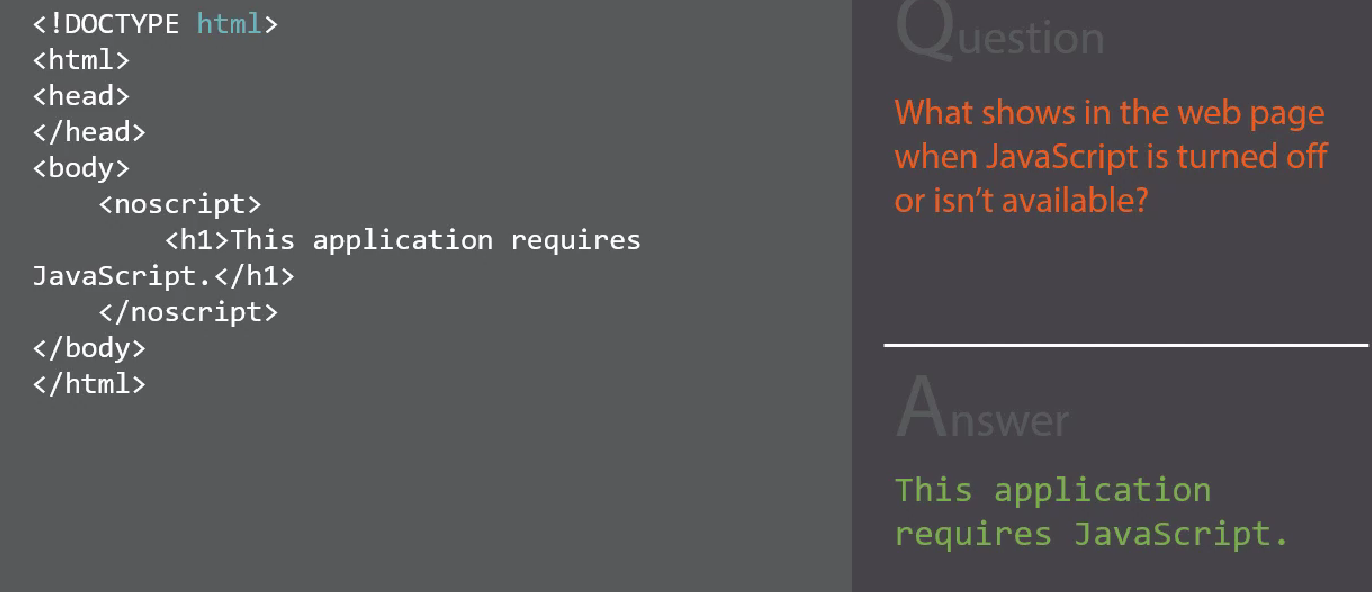 <!DOCTYPE html>
<html>
<head>
</head>
<body>
    <noscript>
        <h1>This application requires
JavaScript.</h1>
    </noscript>
</body>
</html>
Question
What shows in the web page
when JavaScript is turned off
or isn’t available?
Answer
This application
requires JavaScript.